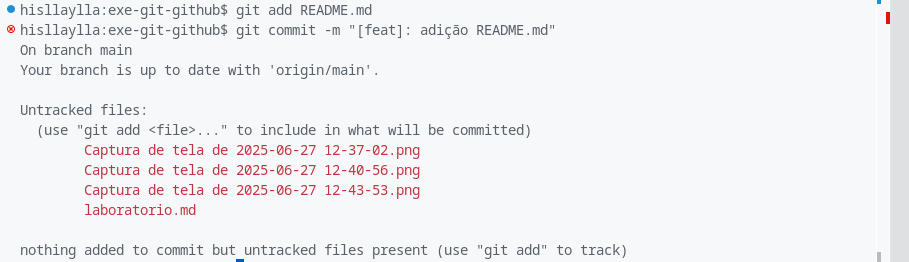 hisllaylla:exe-git-github$ git add README.md
hisllaylla:exe-git-github$ git commit -m "[feat]: adição README.md"
On branch main
Your branch is up to date with 'origin/main'.
Untracked files:
(use "git add <file>..." to include in what will be committed)
Captura de tela de 2025-06-27 12-37-02.png
Captura de tela de 2025-06-27 12-40-56.png
Captura de tela de 2025-06-27 12-43-53.png
laboratorio.md
nothing added to commit but untracked files present (use "git add" to track)